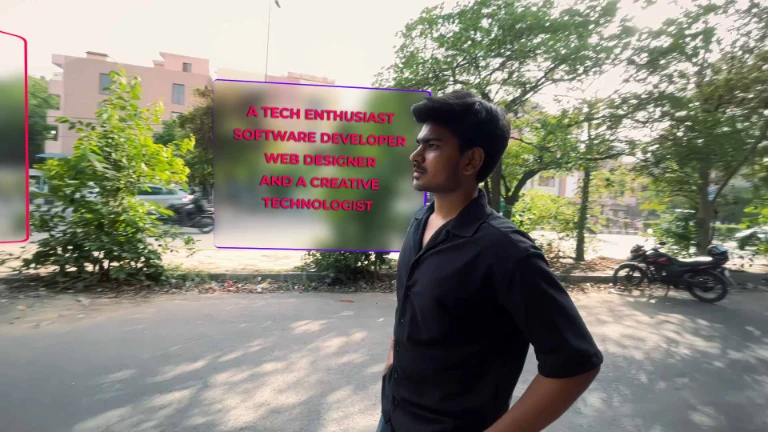 A TECH ENTHUSIAST
SOFTWARE DEVELOPER
WEB DESIGNER
AND A CREATIVE
TECHNOLOGIST